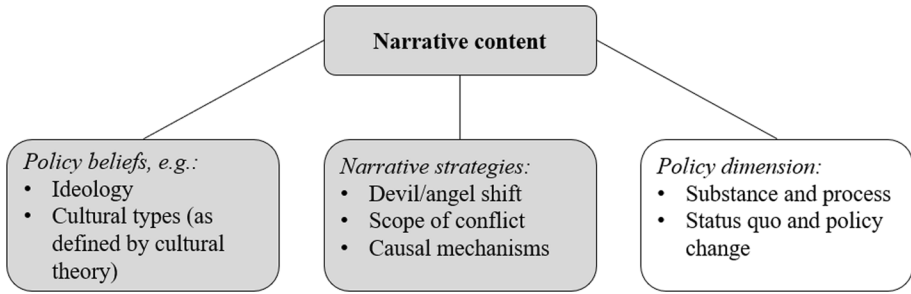 Narrative content
Policy beliefs, e.g.:
• Ideology
• Cultural types (as
defined by cultural
theory)
Narrative strategies:
• Devil/angel shift
• Scope of conflict
• Causal mechanisms
Policy dimension:
• Substance and process
• Status quo and policy
change